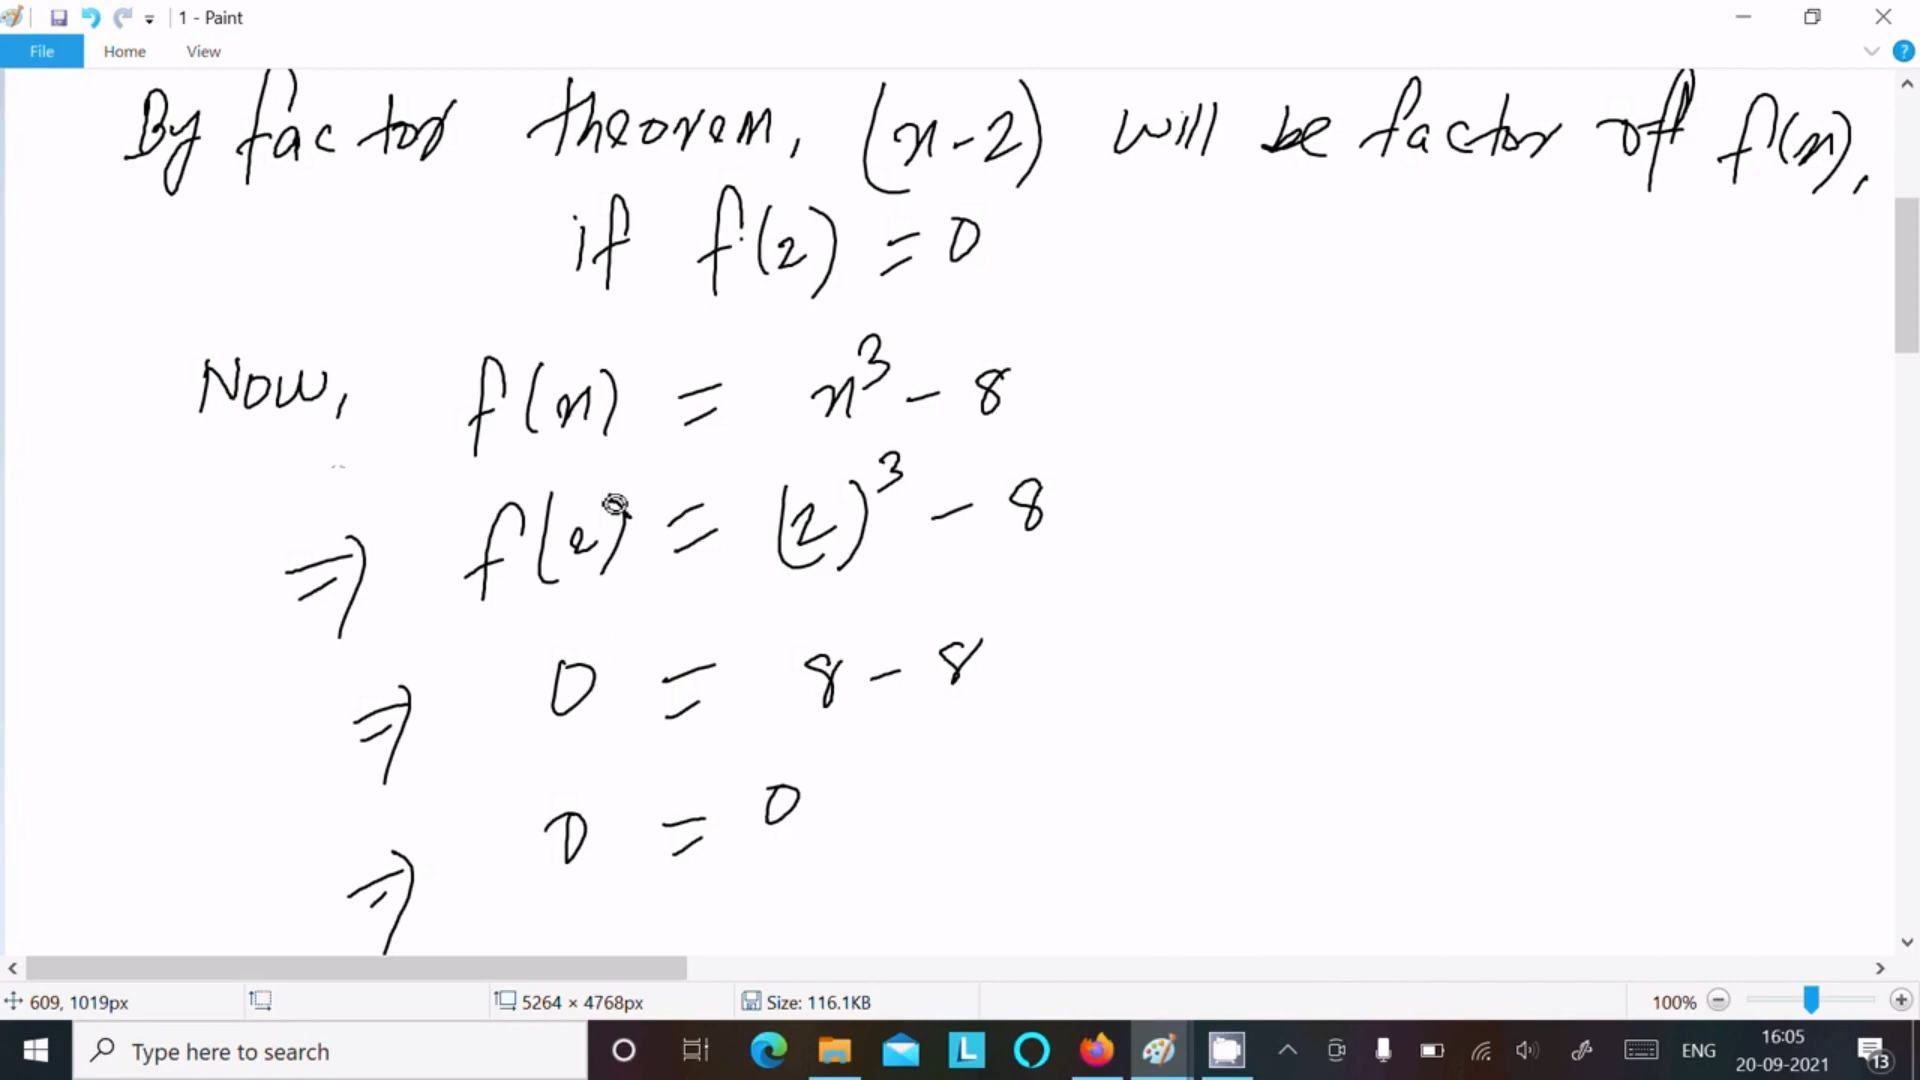 1 - Paint
File Home View
By factor theorem, (x-2) will be factor off f(x),
if f(2) = 0
Now, f(x) = x³ - 8
⇒ f(2) = (2)³ - 8
⇒ 0 = 8 - 8
⇒ 0 = 0
609, 1019px 5264 × 4768px Size: 116.1KB 100%
Type here to search
L
ENG
16:05
20-09-2021
13